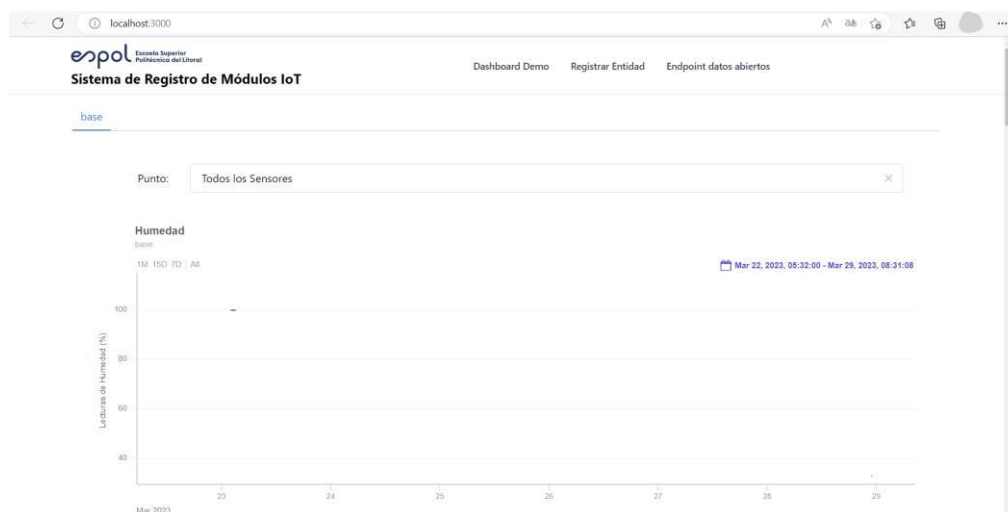 localhost:3000
espol Escuela Superior
Politécnica del Litoral
Sistema de Registro de Módulos IoT
Dashboard Demo Registrar Entidad Endpoint datos abiertos
base
Punto: Todos los Sensores
Humedad
base
1M 15D 7D All
Mar 22, 2023, 05:32:00 - Mar 29, 2023, 08:31:08
Lecturas de Humedad (%)
100
80
60
40
23 24 25 26 27 28 29
Mar 2023